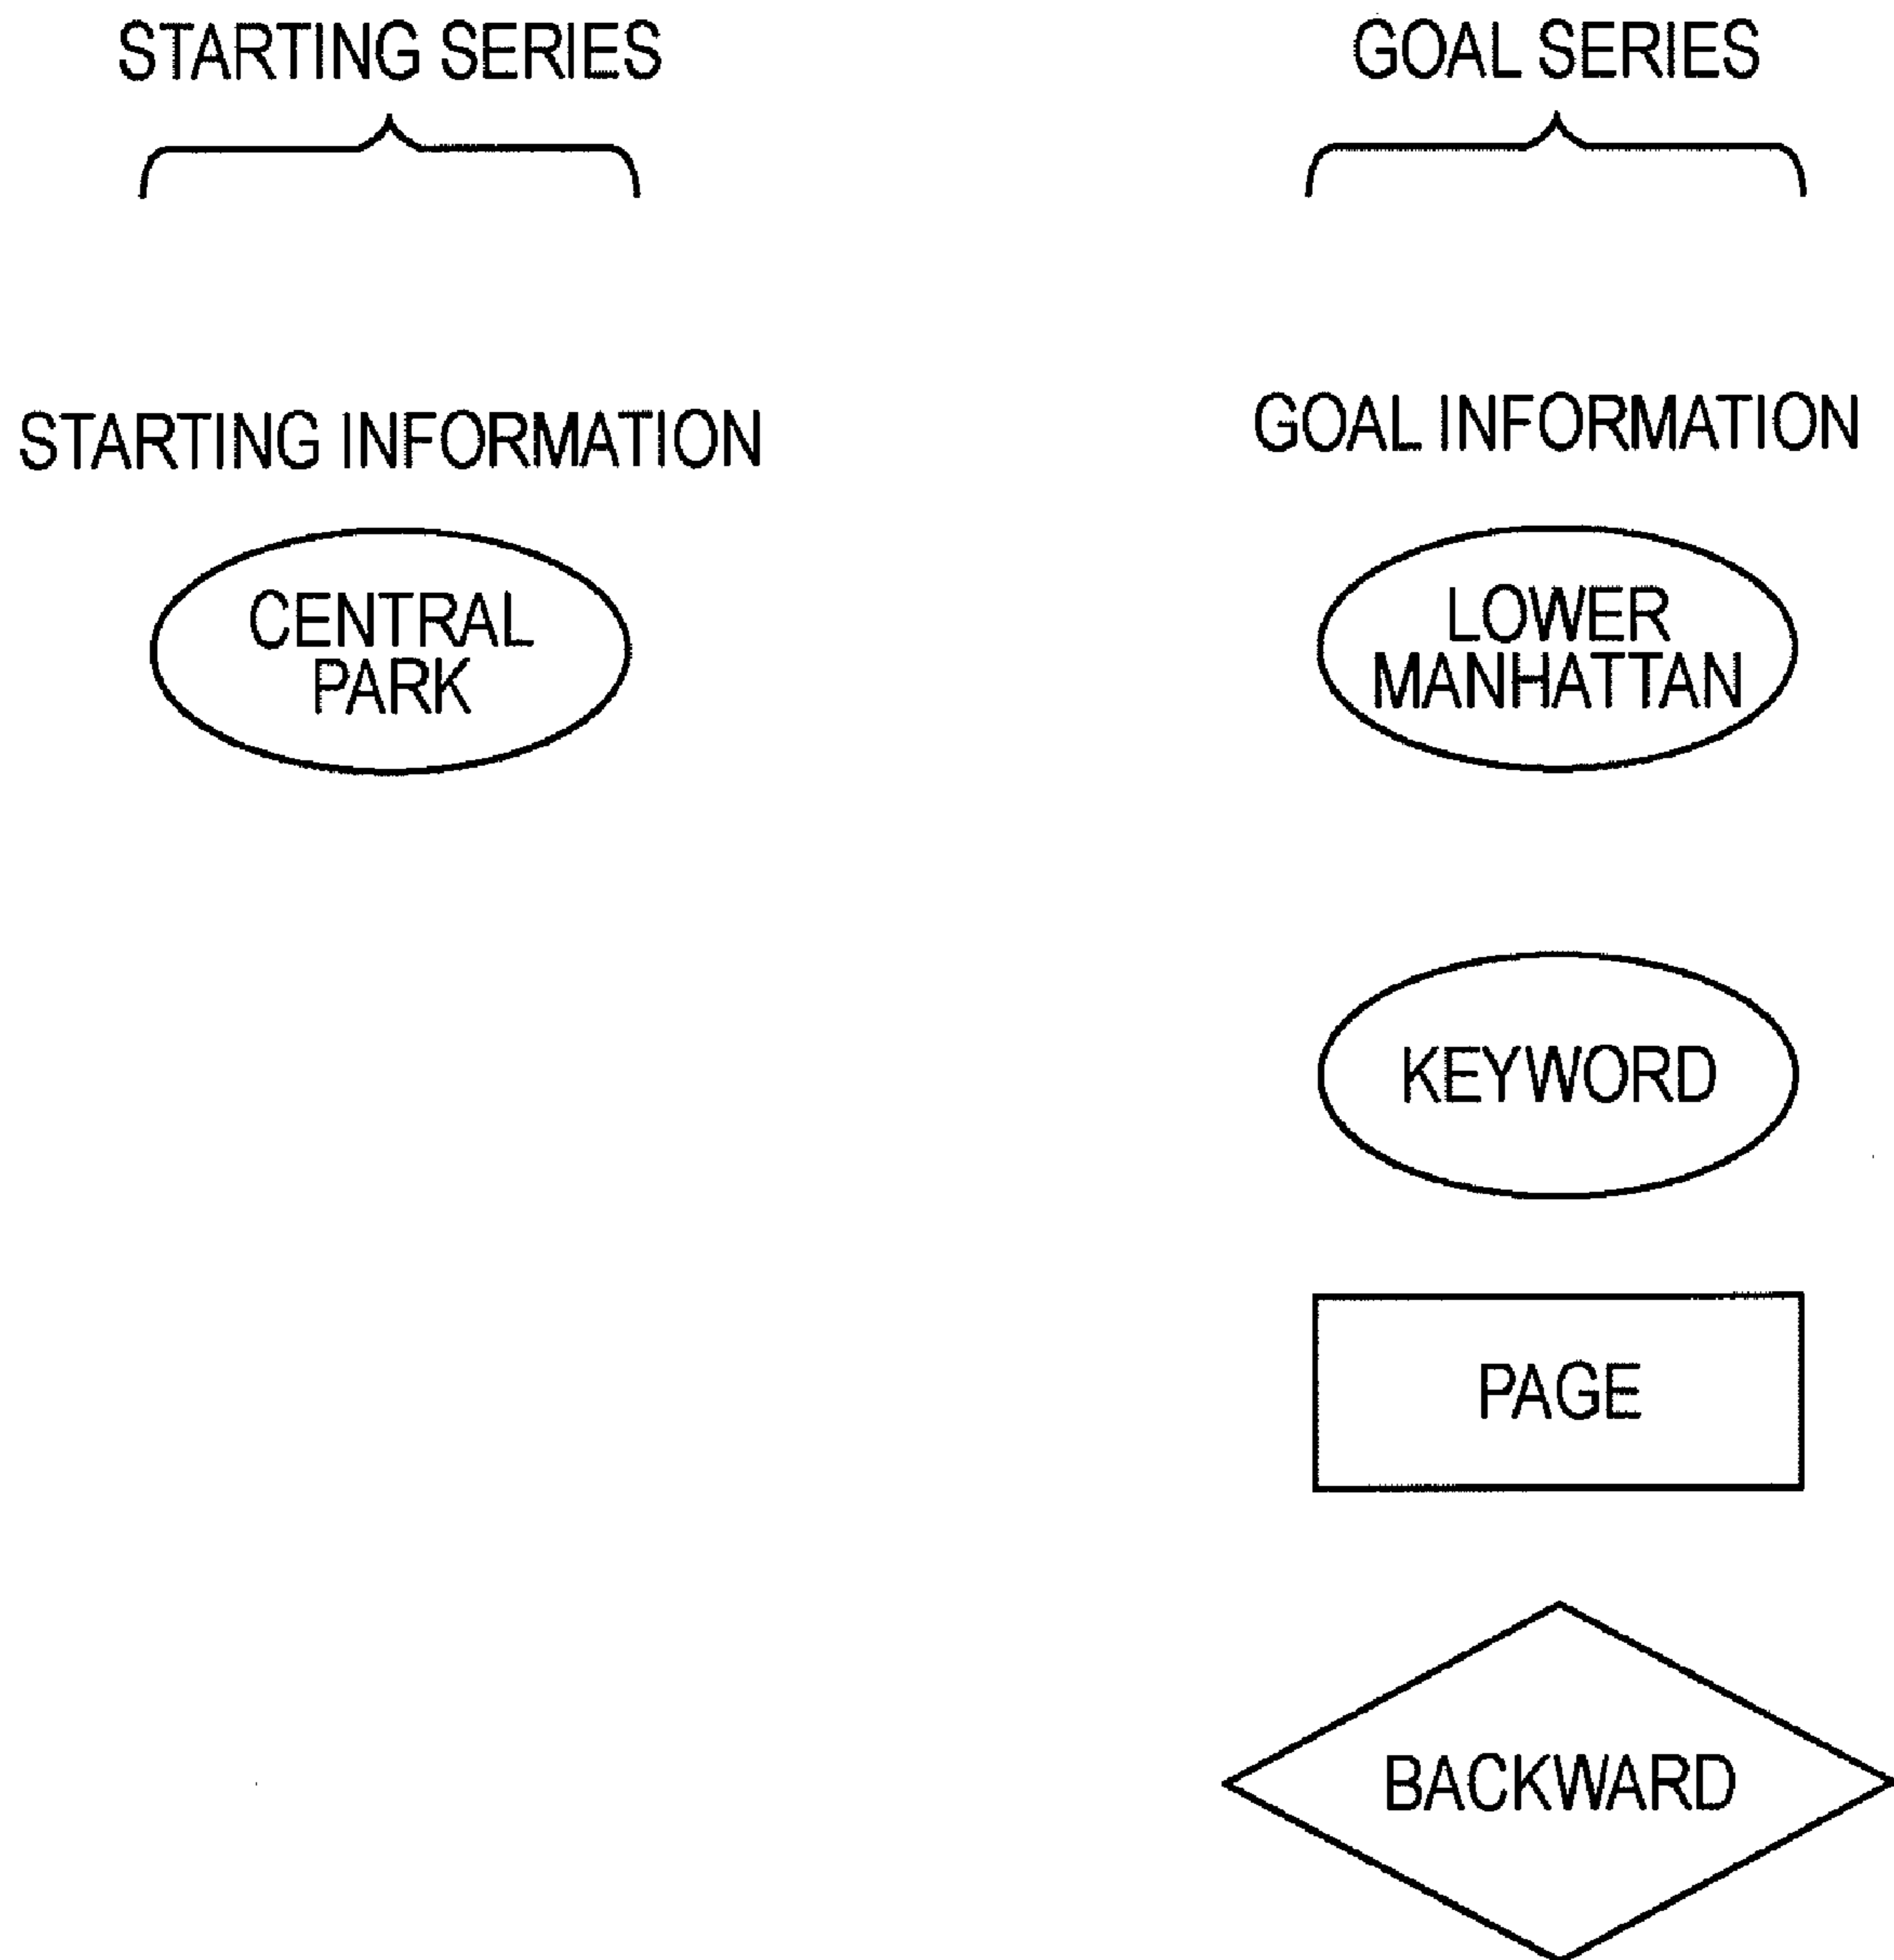 STARTING SERIES
GOAL SERIES
STARTING INFORMATION
GOAL INFORMATION
CENTRAL
PARK
LOWER
MANHATTAN
KEYWORD
PAGE
BACKWARD